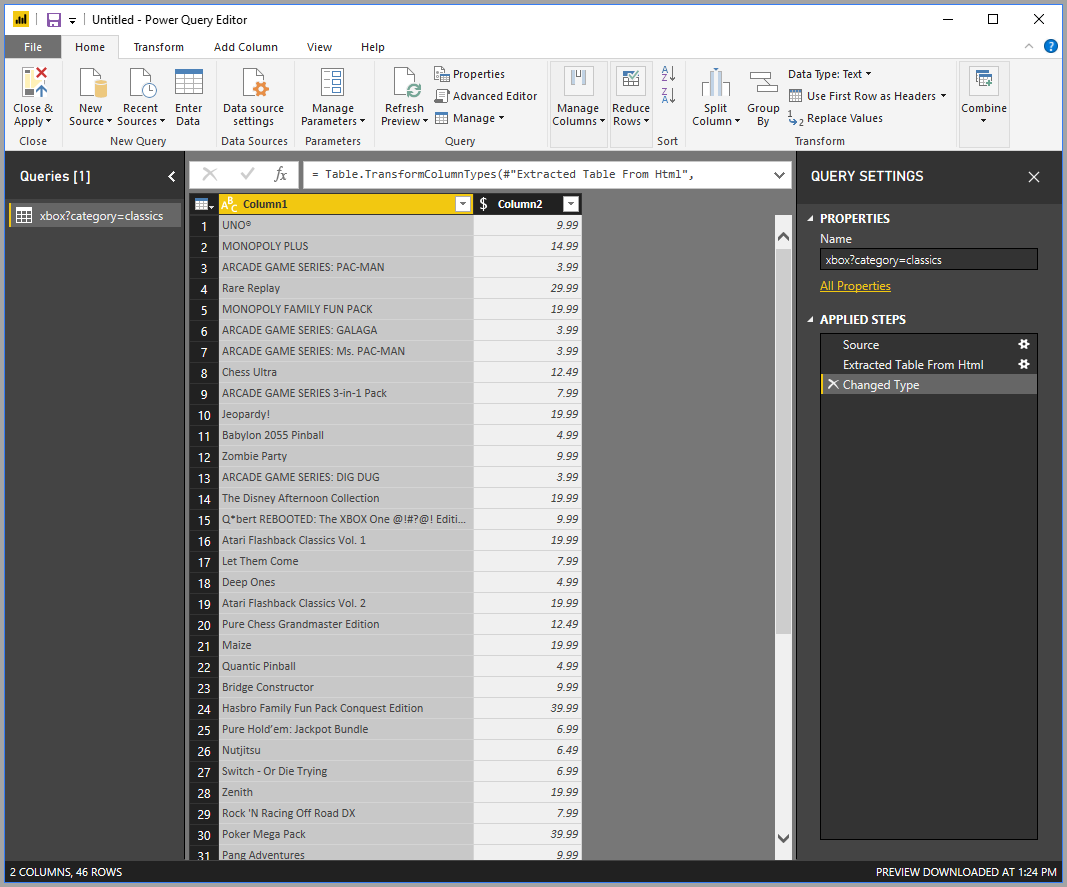 Untitled - Power Query Editor
File Home Transform Add Column View Help
Close & Apply
Close
New Source
Recent Sources
Enter Data
New Query
Data source settings
Data Sources
Manage Parameters
Parameters
Refresh Preview
Properties
Advanced Editor
Manage
Query
Manage Columns
Reduce Rows
Sort
Split Column
Group By
Data Type: Text
Use First Row as Headers
Replace Values
Transform
Combine
Queries [1]
xbox?category=classics
fx = Table.TransformColumnTypes(#"Extracted Table From Html",
ABC Column1 $ Column2
1 UNO® 9.99
2 MONOPOLY PLUS 14.99
3 ARCADE GAME SERIES: PAC-MAN 3.99
4 Rare Replay 29.99
5 MONOPOLY FAMILY FUN PACK 19.99
6 ARCADE GAME SERIES: GALAGA 3.99
7 ARCADE GAME SERIES: Ms. PAC-MAN 3.99
8 Chess Ultra 12.49
9 ARCADE GAME SERIES 3-in-1 Pack 7.99
10 Jeopardy! 19.99
11 Babylon 2055 Pinball 4.99
12 Zombie Party 9.99
13 ARCADE GAME SERIES: DIG DUG 3.99
14 The Disney Afternoon Collection 19.99
15 Q*bert REBOOTED: The XBOX One @!#?@! Editi... 9.99
16 Atari Flashback Classics Vol. 1 19.99
17 Let Them Come 7.99
18 Deep Ones 4.99
19 Atari Flashback Classics Vol. 2 19.99
20 Pure Chess Grandmaster Edition 12.49
21 Maize 19.99
22 Quantic Pinball 4.99
23 Bridge Constructor 9.99
24 Hasbro Family Fun Pack Conquest Edition 39.99
25 Pure Hold'em: Jackpot Bundle 6.99
26 Nutjitsu 6.49
27 Switch - Or Die Trying 6.99
28 Zenith 19.99
29 Rock 'N Racing Off Road DX 7.99
30 Poker Mega Pack 39.99
31 Pang Adventures 9.99
QUERY SETTINGS
PROPERTIES
Name
xbox?category=classics
All Properties
APPLIED STEPS
Source
Extracted Table From Html
Changed Type
2 COLUMNS, 46 ROWS
PREVIEW DOWNLOADED AT 1:24 PM